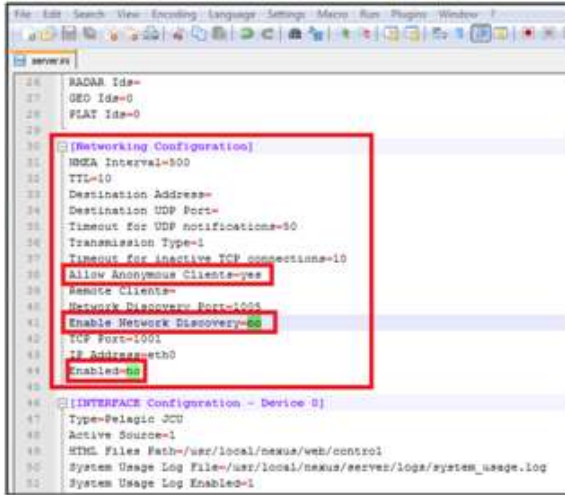 File Edit Search View Encoding Language Settings Macro Run Plugins Window ?
server.ini
26 RADAR Ids=
27 GEO Ids=0
28 PLAT Ids=0
29
30 [Networking Configuration]
31 NMEA Interval=500
32 TTL=10
33 Destination Address=
34 Destination UDP Port=
35 Timeout for UDP notifications=50
36 Transmission Type=1
37 Timeout for inactive TCP connections=10
38 Allow Anonymous Clients=yes
39 Remote Clients=
40 Network Discovery Port=1005
41 Enable Network Discovery=no
42 TCP Port=1001
43 IP Address=eth0
44 Enabled=no
45
46 [INTERFACE Configuration - Device 0]
47 Type=Pelagic JCU
48 Active Source=1
49 HTML Files Path=/usr/local/nexus/web/control
50 System Usage Log File=/usr/local/nexus/server/logs/system_usage.log
51 System Usage Log Enabled=1